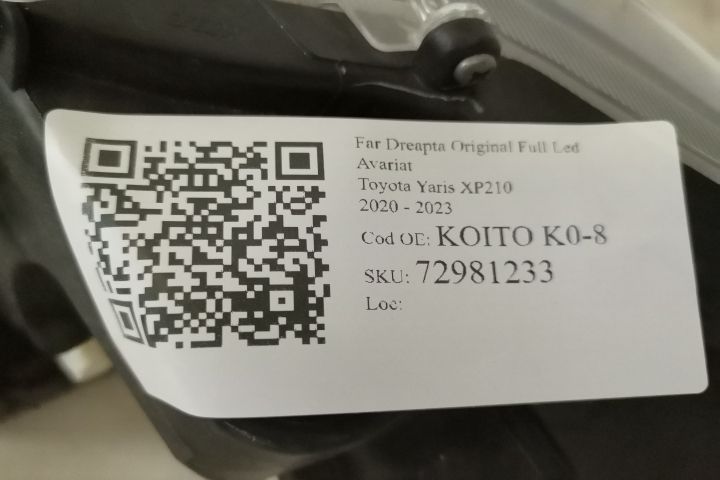 Far Dreapta Original Full Led
Avariat
Toyota Yaris XP210
2020 - 2023
Cod OE: KOITO K0-8
SKU: 72981233
Loc: